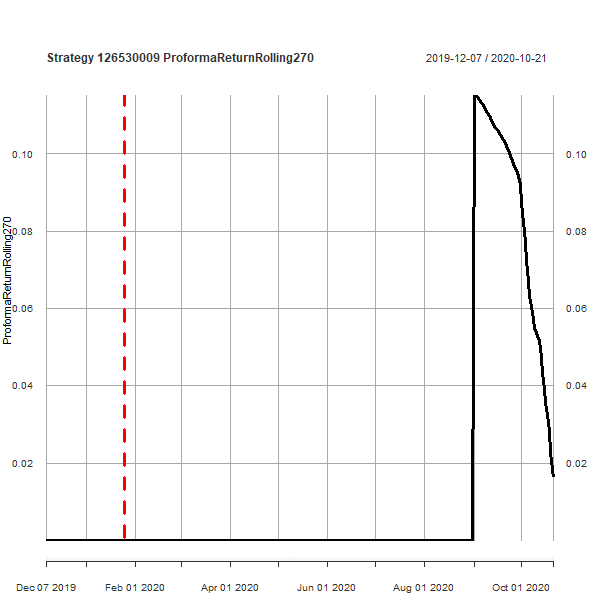 Strategy 126530009 ProformaReturnRolling270
2019-12-07 / 2020-10-21
ProformaReturnRolling270
0.10 0.10
0.08 0.08
0.06 0.06
0.04 0.04
0.02 0.02
Dec 07 2019 Feb 01 2020 Apr 01 2020 Jun 01 2020 Aug 01 2020 Oct 01 2020